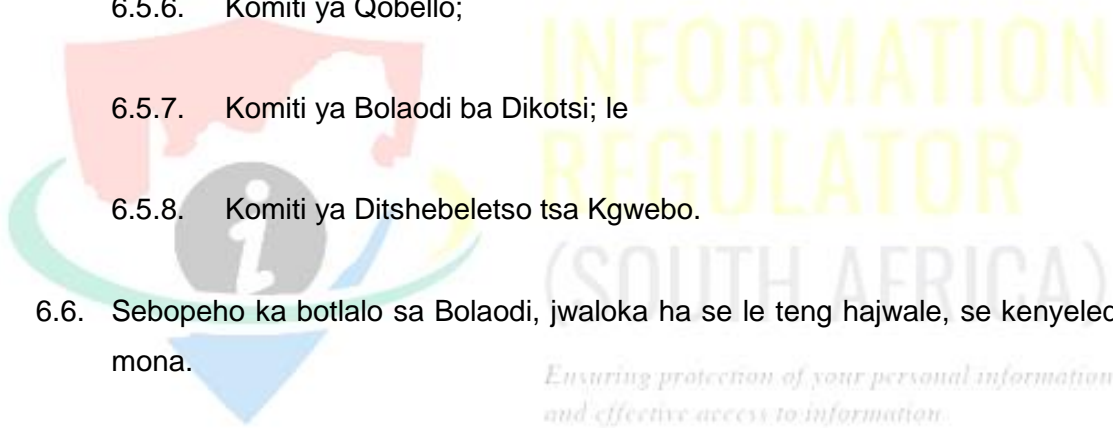 6.5.6. Komiti ya Qobello;
6.5.7. Komiti ya Bolaodi ba Dikotsi; le
6.5.8. Komiti ya Ditshebeletso tsa Kgwebo.
6.6. Sebopeho ka botlalo sa Bolaodi, jwaloka ha se le teng hajwale, se
mona.
INFORMATION
REGULATOR
(SOUTH AFRICA)
Ensuring protection of your personal information
and effective access to information